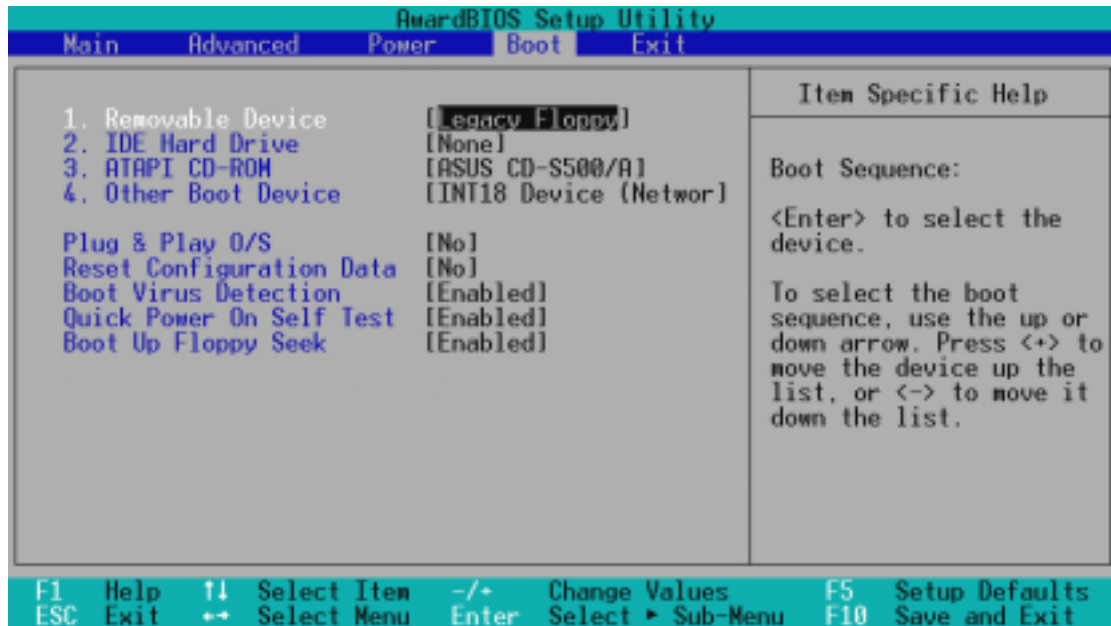 AwardBIOS Setup Utility
Main Advanced Power Boot Exit
1. Removable Device [Legacy Floppy]
2. IDE Hard Drive [None]
3. ATAPI CD-ROM [ASUS CD-S500/A]
4. Other Boot Device [INT18 Device (Networ]
Plug & Play O/S [No]
Reset Configuration Data [No]
Boot Virus Detection [Enabled]
Quick Power On Self Test [Enabled]
Boot Up Floppy Seek [Enabled]
Item Specific Help
Boot Sequence:
<Enter> to select the
device.
To select the boot
sequence, use the up or
down arrow. Press <+> to
move the device up the
list, or <-> to move it
down the list.
F1 Help ↑↓ Select Item -/+ Change Values F5 Setup Defaults
ESC Exit ←→ Select Menu Enter Select ► Sub-Menu F10 Save and Exit